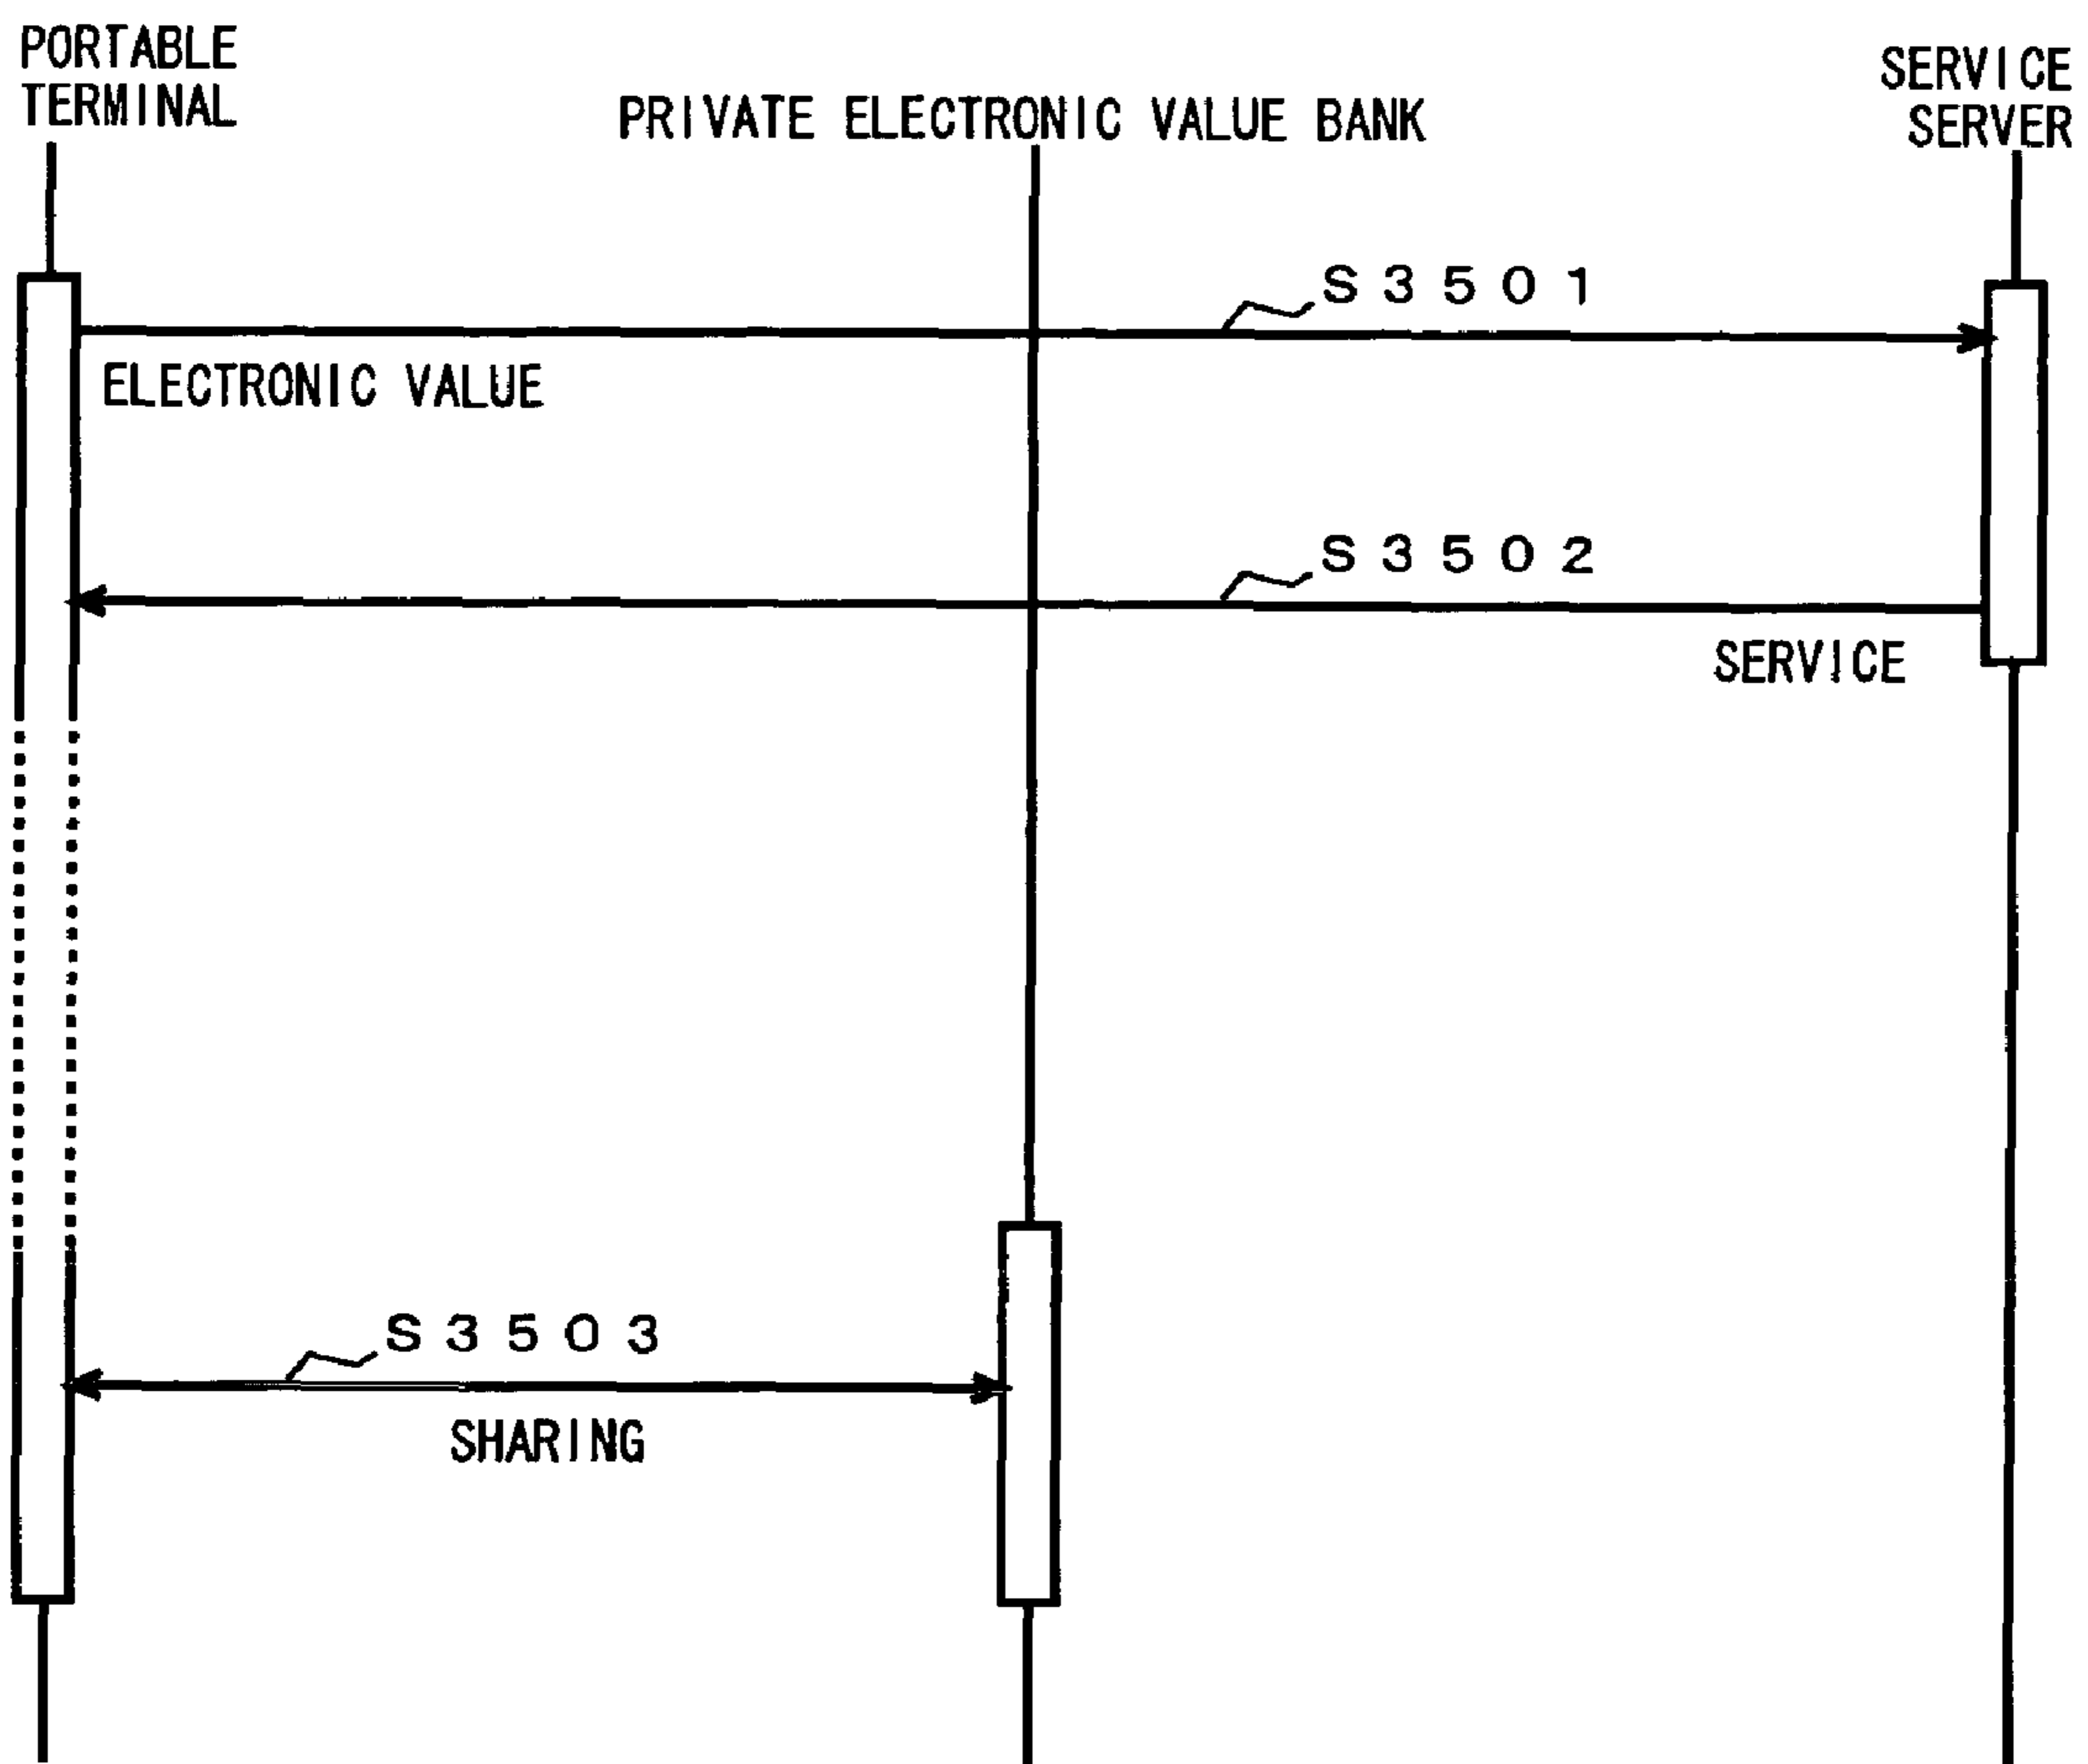 PORTABLE
TERMINAL
PRIVATE ELECTRONIC VALUE BANK
SERVICE
SERVER
S3501
ELECTRONIC VALUE
S3502
SERVICE
S3503
SHARING